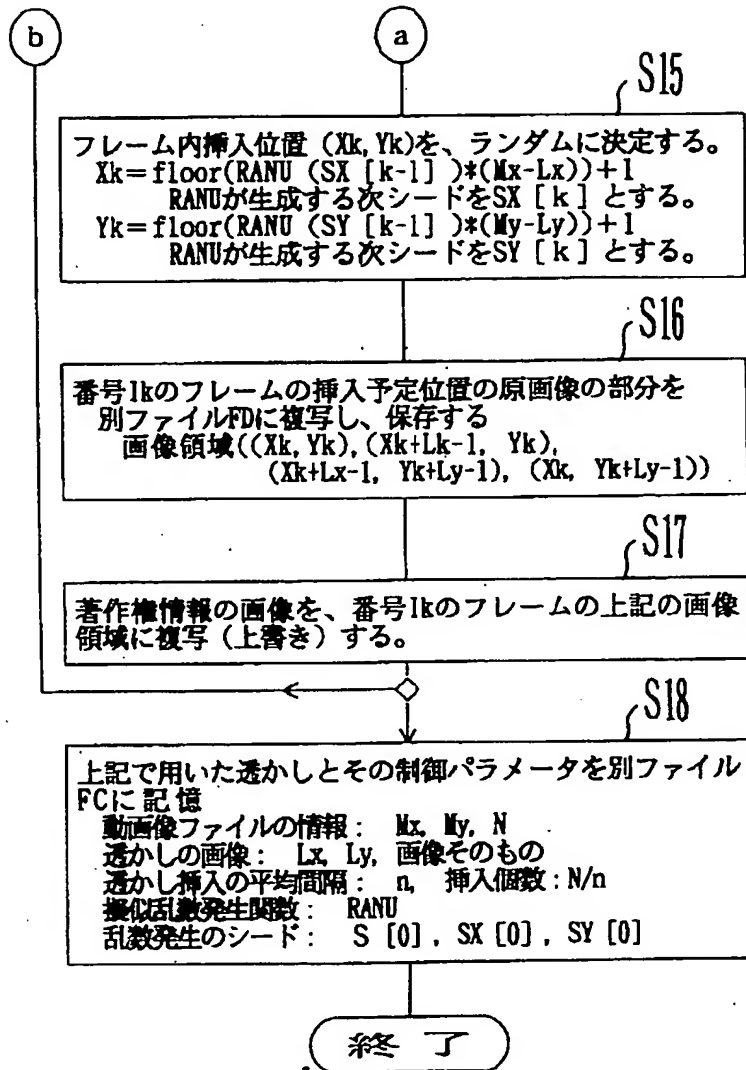 b
a
S15
フレーム内挿入位置 (Xk, Yk)を、ランダムに決定する。
Xk=floor(RANU (SX [k-1] )*(Mx-Lx))+1
RANUが生成する次シードをSX [k] とする。
Yk=floor(RANU (SY [k-1] )*(My-Ly))+1
RANUが生成する次シードをSY [k] とする。
S16
番号Ikのフレームの挿入予定位置の原画像の部分を
別ファイルFDに複写し、保存する
画像領域((Xk, Yk), (Xk+Lk-1, Yk),
(Xk+Lx-1, Yk+Ly-1), (Xk, Yk+Ly-1))
S17
著作権情報の画像を、番号Ikのフレームの上記の画像
領域に複写 (上書き) する。
S18
上記で用いた透かしとその制御パラメータを別ファイル
FCに記憶
動画像ファイルの情報: Mx, My, N
透かしの画像: Lx, Ly, 画像そのもの
透かし挿入の平均間隔: n, 挿入個数:N/n
擬似乱数発生関数: RANU
乱数発生のシード: S [0] , SX [0] , SY [0]
終 了